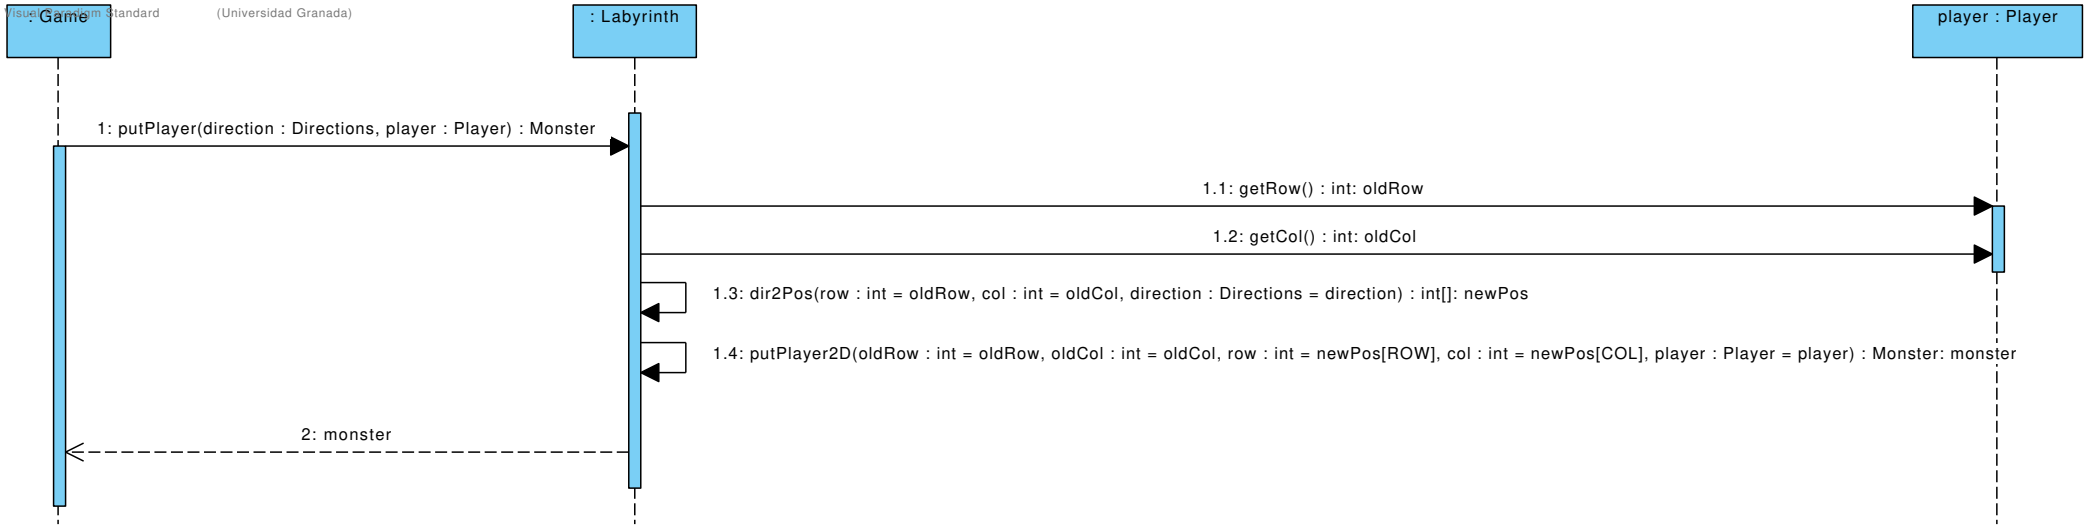 Visual Paradigm Standard (Universidad Granada)
: Game
: Labyrinth
player : Player
1: putPlayer(direction : Directions, player : Player) : Monster
1.1: getRow() : int: oldRow
1.2: getCol() : int: oldCol
1.3: dir2Pos(row : int = oldRow, col : int = oldCol, direction : Directions = direction) : int[]: newPos
1.4: putPlayer2D(oldRow : int = oldRow, oldCol : int = oldCol, row : int = newPos[ROW], col : int = newPos[COL], player : Player = player) : Monster: monster
2: monster